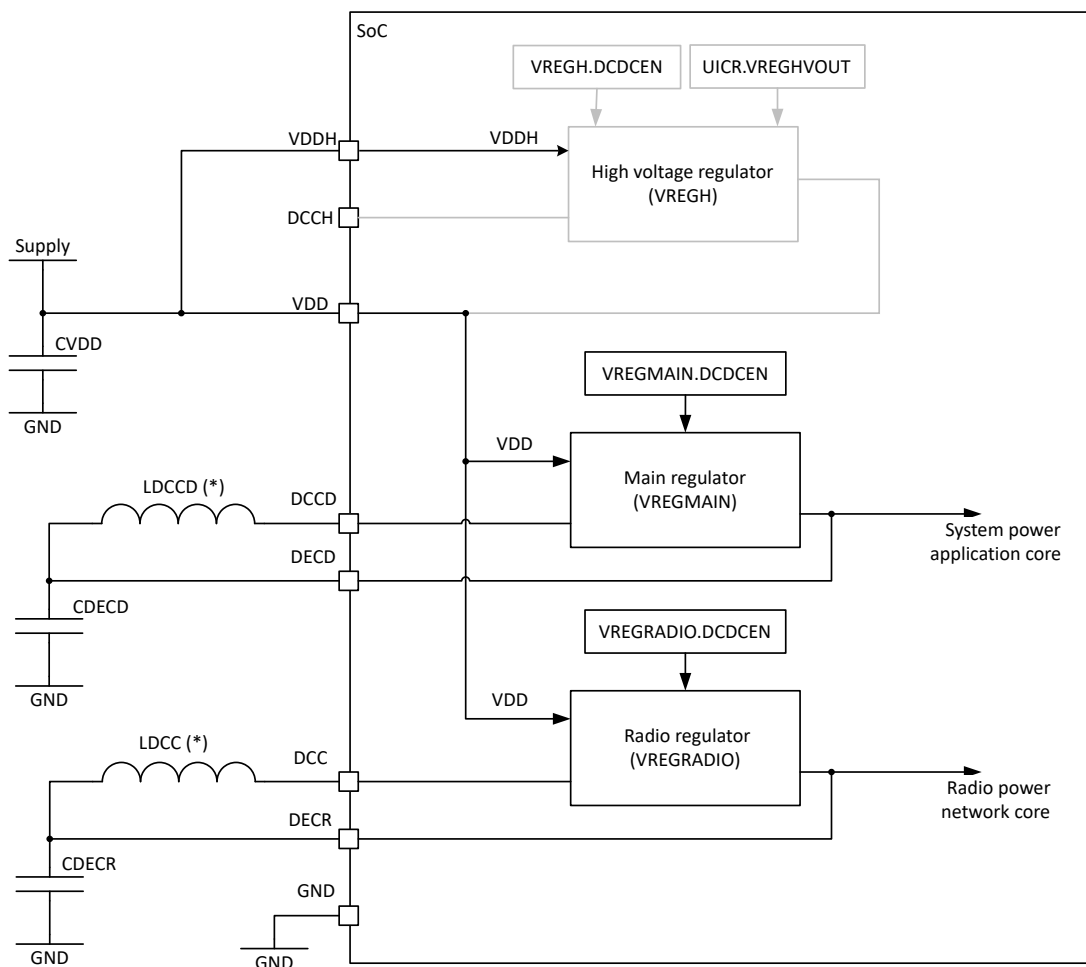 SoC
VREGH.DCDCEN
UICR.VREGHVOUT
VDDH
VDDH
High voltage regulator
(VREGH)
DCCH
Supply
VDD
CVDD
GND
VREGMAIN.DCDCEN
VDD
Main regulator
(VREGMAIN)
LDCCD (*)
DCCD
System power
application core
DECD
CDECD
GND
VREGRADIO.DCDCEN
VDD
Radio regulator
(VREGRADIO)
LDCC (*)
DCC
Radio power
network core
DECR
CDECR
GND
GND
GND